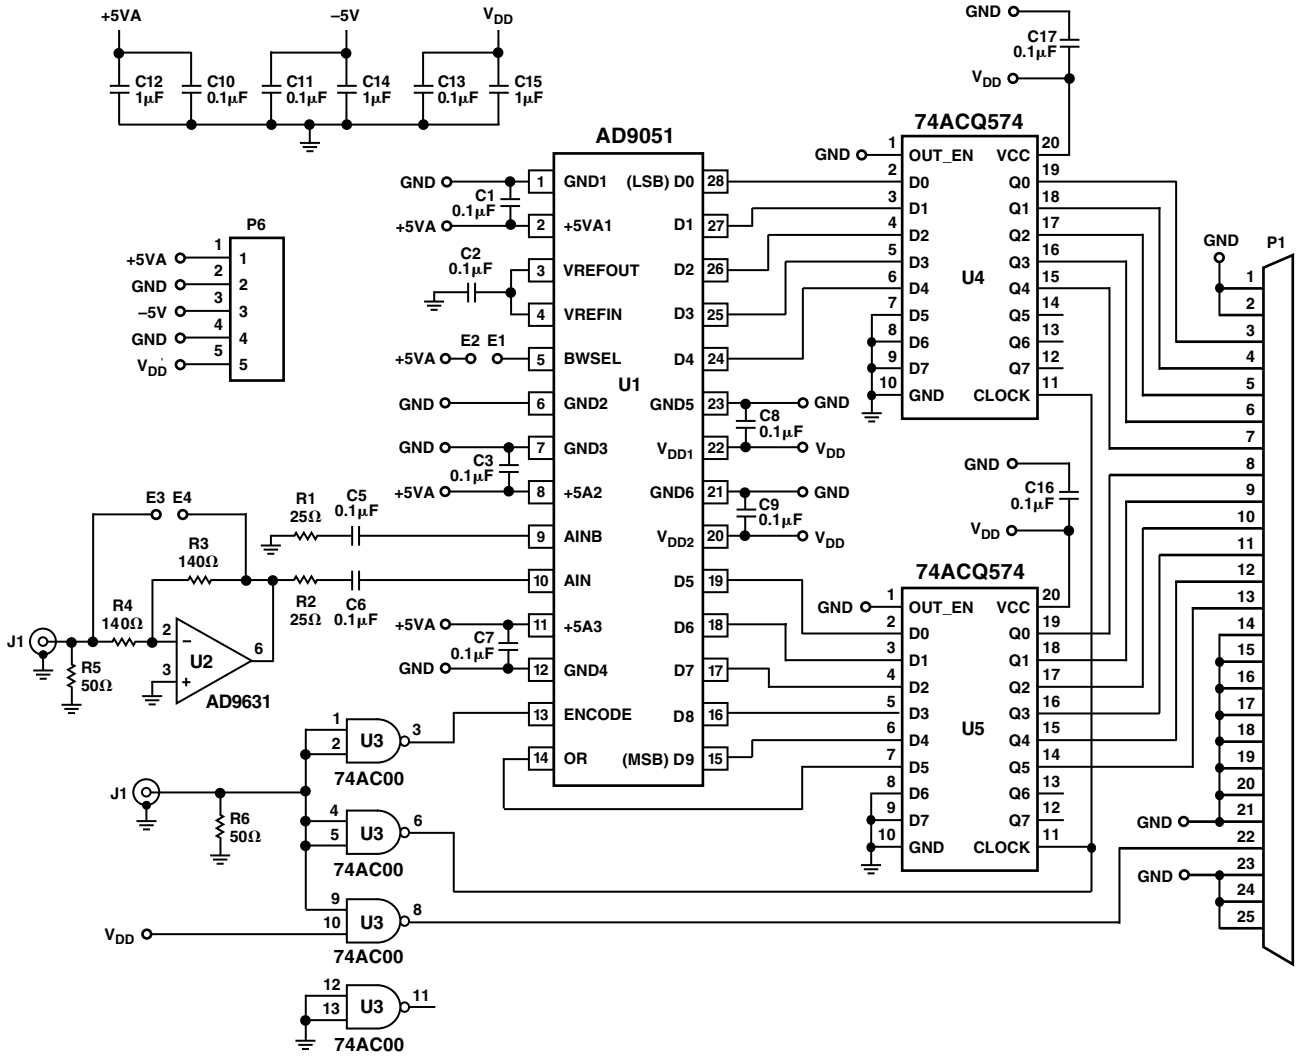 +5VA
–5V
VDD
C12
1µF
C10
0.1µF
C11
0.1µF
C14
1µF
C13
0.1µF
C15
1µF
GND
C17
0.1µF
VDD
P6
+5VA 1 1
GND 2 2
–5V 3 3
GND 4 4
VDD 5 5
AD9051
U1
GND 1 GND1
C1
0.1µF
+5VA 2 +5VA1
C2
0.1µF
3 VREFOUT
4 VREFIN
+5VA E2 E1 5 BWSEL
GND 6 GND2
GND 7 GND3
C3
0.1µF
+5VA 8 +5A2
R1
25Ω
C5
0.1µF
9 AINB
10 AIN
R2
25Ω
C6
0.1µF
+5VA 11 +5A3
C7
0.1µF
GND 12 GND4
13 ENCODE
14 OR
(LSB) D0 28
D1 27
D2 26
D3 25
D4 24
GND5 23 GND
C8
0.1µF
VDD1 22 VDD
GND6 21 GND
C9
0.1µF
VDD2 20 VDD
D5 19
D6 18
D7 17
D8 16
(MSB) D9 15
E3 E4
R3
140Ω
R4
140Ω
J1
R5
50Ω
2 –
3 +
U2
6
AD9631
J1
R6
50Ω
1
2
U3
3
74AC00
4
5
U3
6
74AC00
9
10
U3
8
74AC00
VDD
12
13
U3
11
74AC00
74ACQ574
U4
GND 1 OUT_EN
2 D0
3 D1
4 D2
5 D3
6 D4
7 D5
8 D6
9 D7
10 GND
VCC 20
Q0 19
Q1 18
Q2 17
Q3 16
Q4 15
Q5 14
Q6 13
Q7 12
CLOCK 11
GND
C16
0.1µF
VDD
74ACQ574
U5
GND 1 OUT_EN
2 D0
3 D1
4 D2
5 D3
6 D4
7 D5
8 D6
9 D7
10 GND
VCC 20
Q0 19
Q1 18
Q2 17
Q3 16
Q4 15
Q5 14
Q6 13
Q7 12
CLOCK 11
GND
P1
1
2
3
4
5
6
7
8
9
10
11
12
13
14
15
16
17
18
19
20
GND 21
22
GND 23
24
25